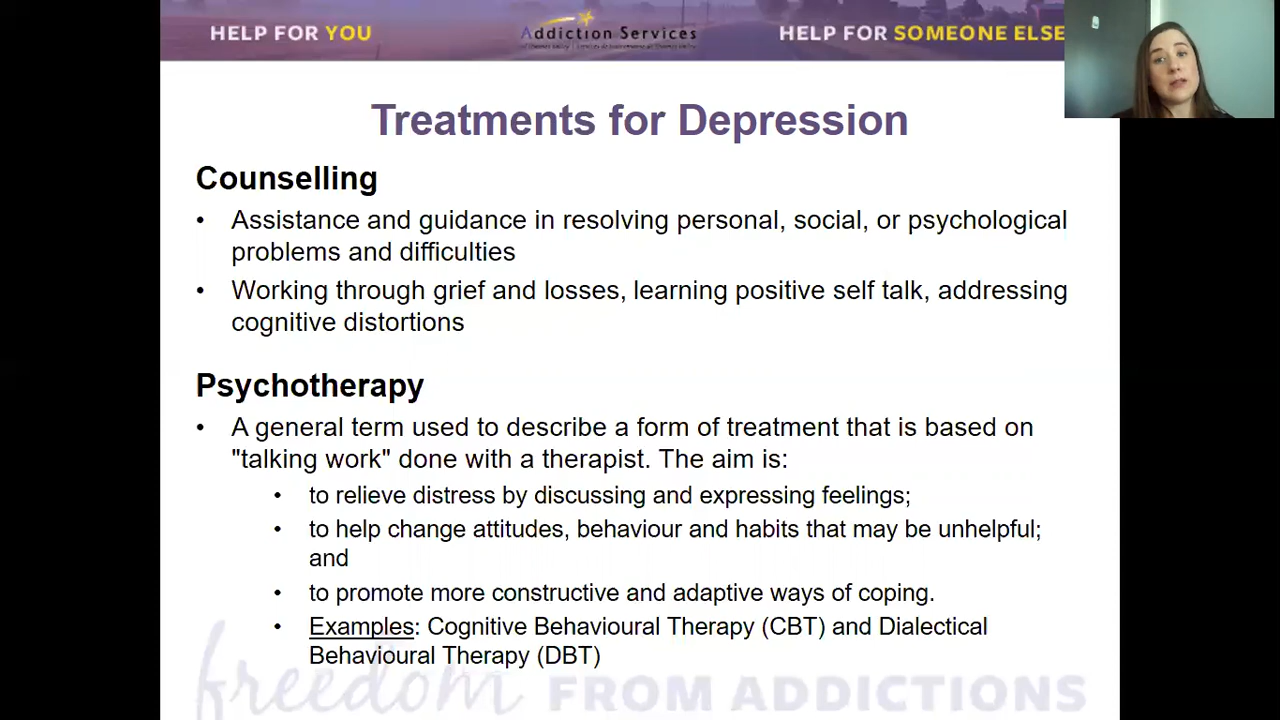 HELP FOR YOU
Addiction Services
HELP FOR SOMEONE ELSE
Treatments for Depression
Counselling
• Assistance and guidance in resolving personal, social, or psychological
problems and difficulties
• Working through grief and losses, learning positive self talk, addressing
cognitive distortions
Psychotherapy
• A general term used to describe a form of treatment that is based on
"talking work" done with a therapist. The aim is:
• to relieve distress by discussing and expressing feelings;
• to help change attitudes, behaviour and habits that may be unhelpful;
and
• to promote more constructive and adaptive ways of coping.
• Examples: Cognitive Behavioural Therapy (CBT) and Dialectical
Behavioural Therapy (DBT)
freedom FROM ADDICTIONS